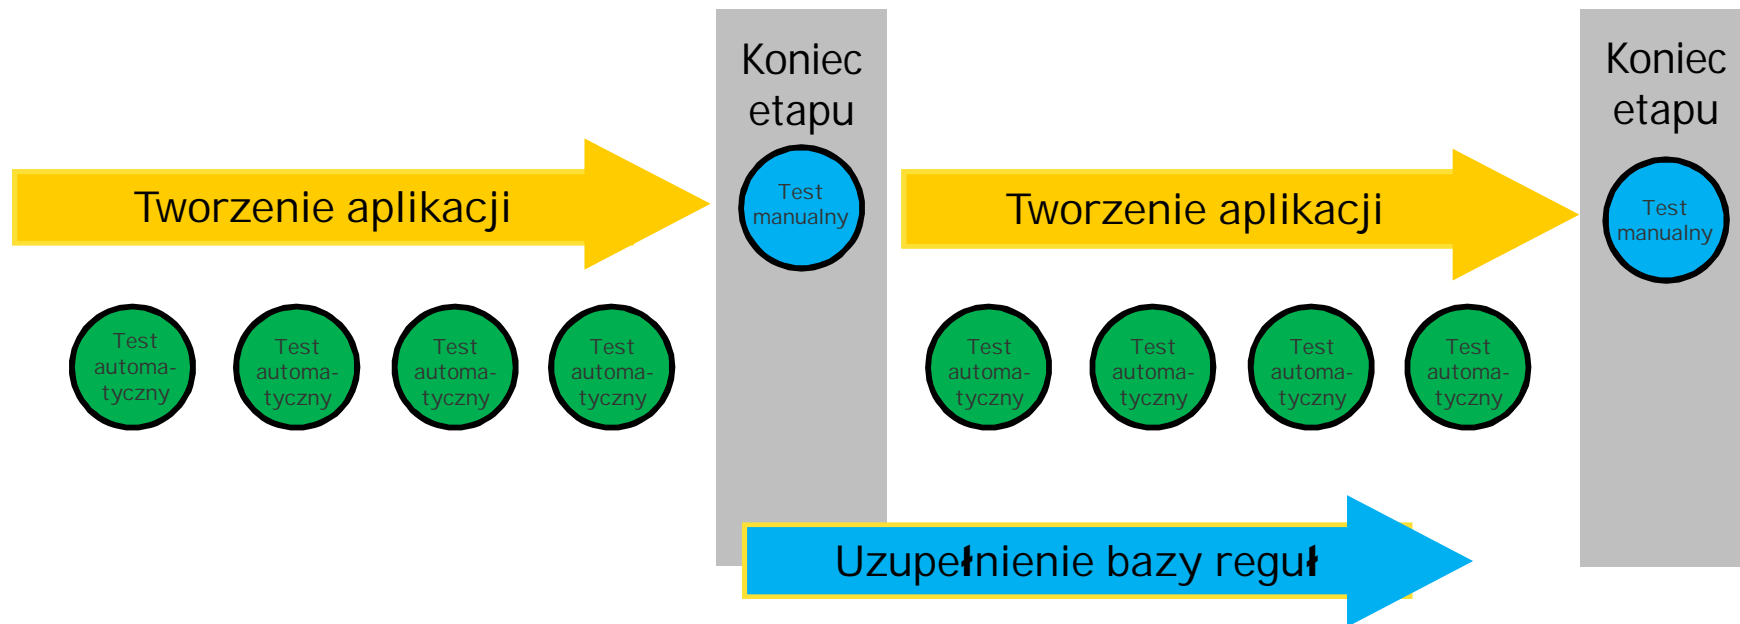 Koniec
etapu
Test
manualny
Tworzenie aplikacji
Test
automa-
tyczny
Test
automa-
tyczny
Test
automa-
tyczny
Test
automa-
tyczny
Koniec
etapu
Test
manualny
Tworzenie aplikacji
Test
automa-
tyczny
Test
automa-
tyczny
Test
automa-
tyczny
Test
automa-
tyczny
Uzupełnienie bazy reguł